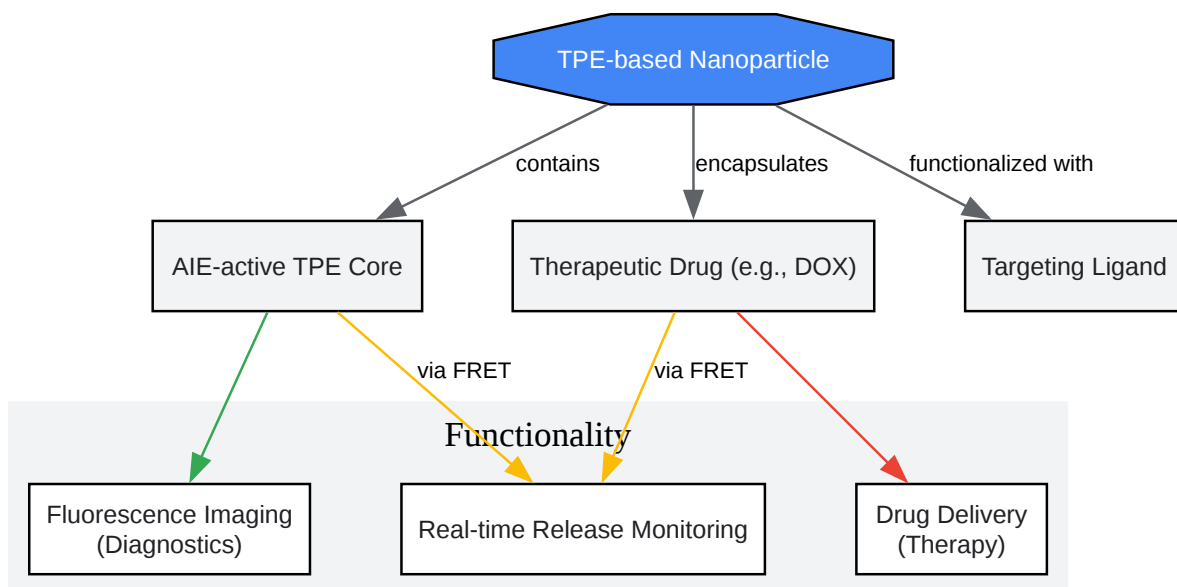 TPE-based Nanoparticle
contains
encapsulates
functionalized with
AIE-active TPE Core
Therapeutic Drug (e.g., DOX)
Targeting Ligand
via FRET
via FRET
Functionality
Fluorescence Imaging
(Diagnostics)
Real-time Release Monitoring
Drug Delivery
(Therapy)